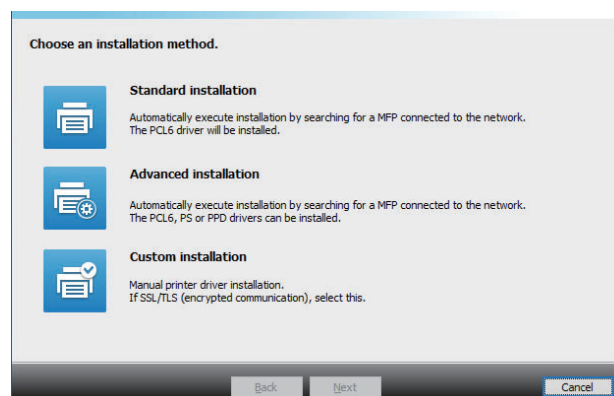 Choose an installation method.
Standard installation
Automatically execute installation by searching for a MFP connected to the network.
The PCL6 driver will be installed.
Advanced installation
Automatically execute installation by searching for a MFP connected to the network.
The PCL6, PS or PPD drivers can be installed.
Custom installation
Manual printer driver installation.
If SSL/TLS (encrypted communication), select this.
Back Next Cancel